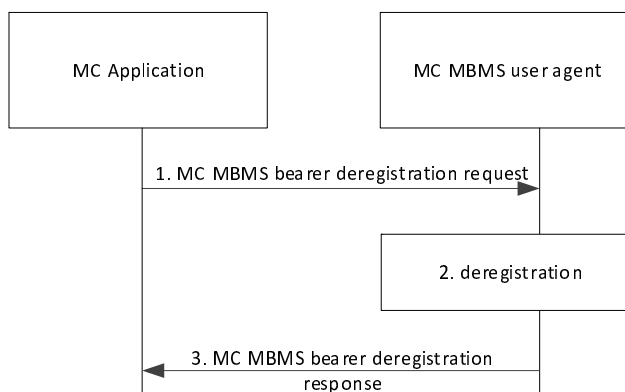 MC Application
MC MBMS user agent
1. MC MBMS bearer deregistration request
2. deregistration
3. MC MBMS bearer deregistration
response